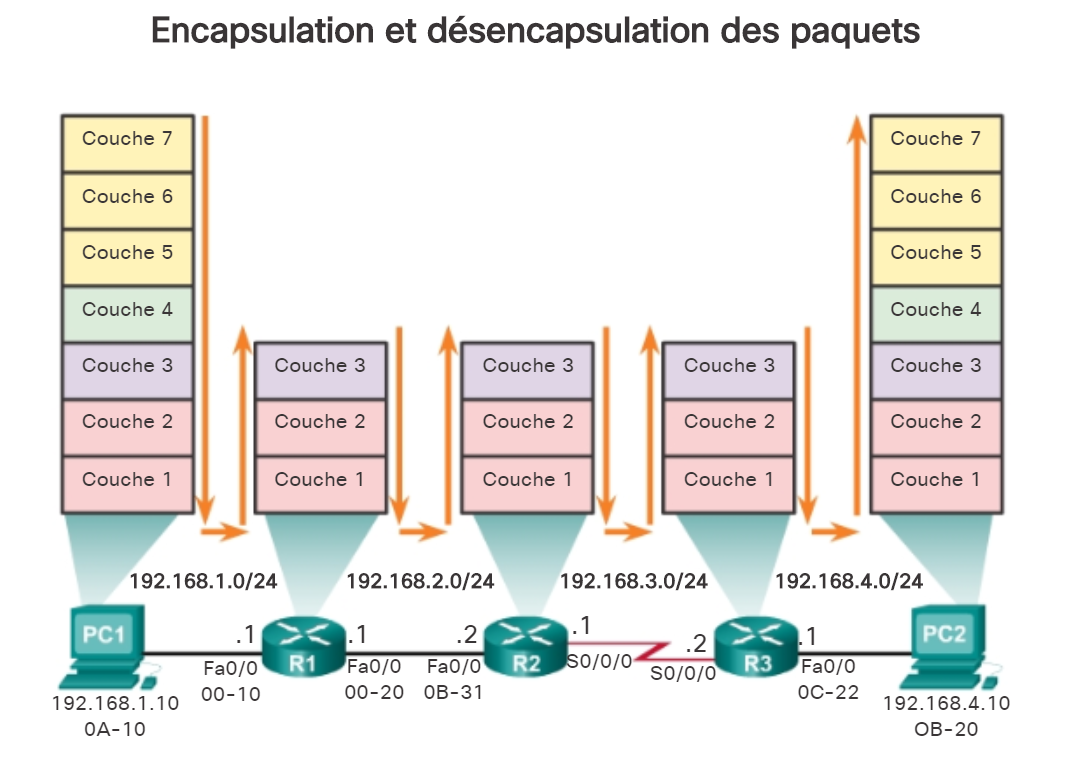 Encapsulation et désencapsulation des paquets
Couche 7
Couche 6
Couche 5
Couche 4
Couche 3
Couche 2
Couche 1
Couche 3
Couche 2
Couche 1
Couche 3
Couche 2
Couche 1
Couche 3
Couche 2
Couche 1
Couche 7
Couche 6
Couche 5
Couche 4
Couche 3
Couche 2
Couche 1
192.168.1.0/24
192.168.2.0/24
192.168.3.0/24
192.168.4.0/24
PC1
192.168.1.10
0A-10
.1
Fa0/0
00-10
R1
.1
Fa0/0
00-20
.2
Fa0/0
0B-31
R2
.1
S0/0/0
.2
S0/0/0
R3
.1
Fa0/0
0C-22
PC2
192.168.4.10
OB-20